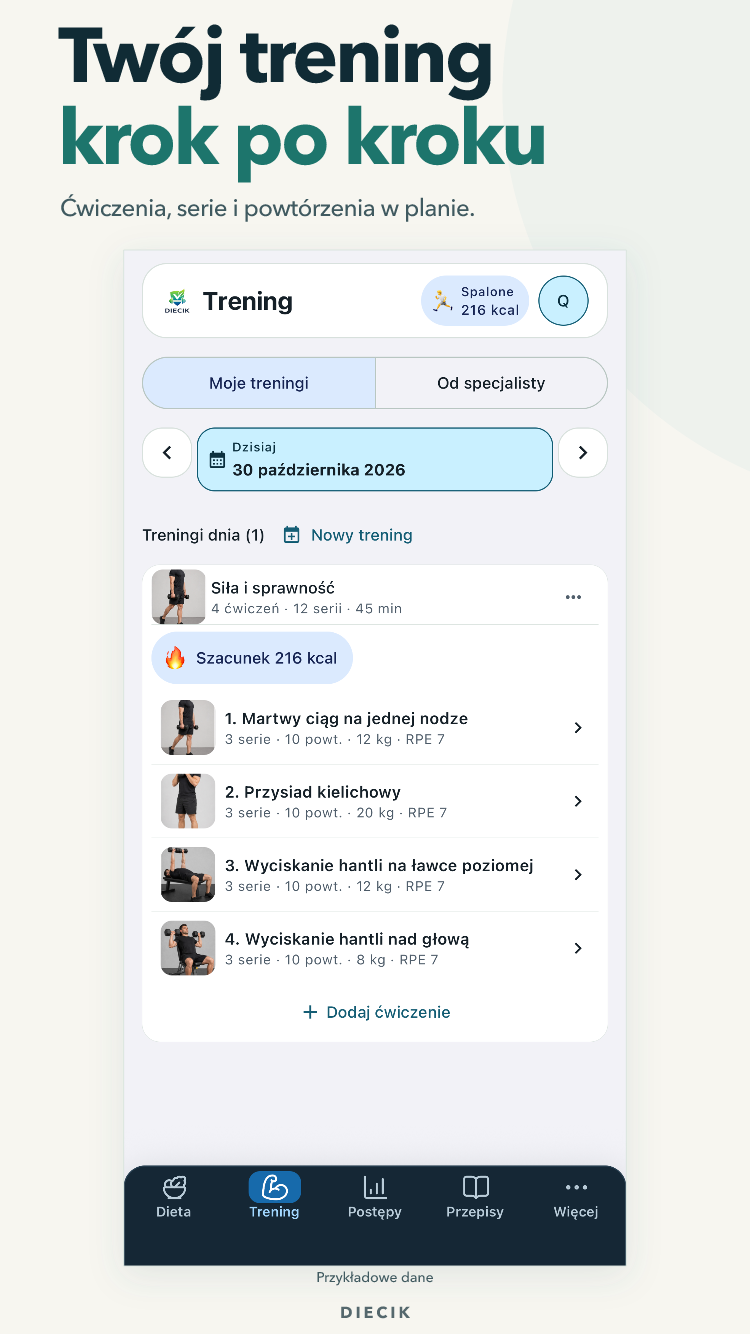 Twój trening
krok po kroku
Ćwiczenia, serie i powtórzenia w planie.
DIECIK
Trening
Spalone
216 kcal
Q
Moje treningi
Od specjalisty
Dzisiaj
30 października 2026
Treningi dnia (1)
Nowy trening
Siła i sprawność
4 ćwiczeń · 12 serii · 45 min
Szacunek 216 kcal
1. Martwy ciąg na jednej nodze
3 serie · 10 powt. · 12 kg · RPE 7
2. Przysiad kielichowy
3 serie · 10 powt. · 20 kg · RPE 7
3. Wyciskanie hantli na ławce poziomej
3 serie · 10 powt. · 12 kg · RPE 7
4. Wyciskanie hantli nad głową
3 serie · 10 powt. · 8 kg · RPE 7
+ Dodaj ćwiczenie
Dieta
Trening
Postępy
Przepisy
Więcej
Przykładowe dane
DIECIK